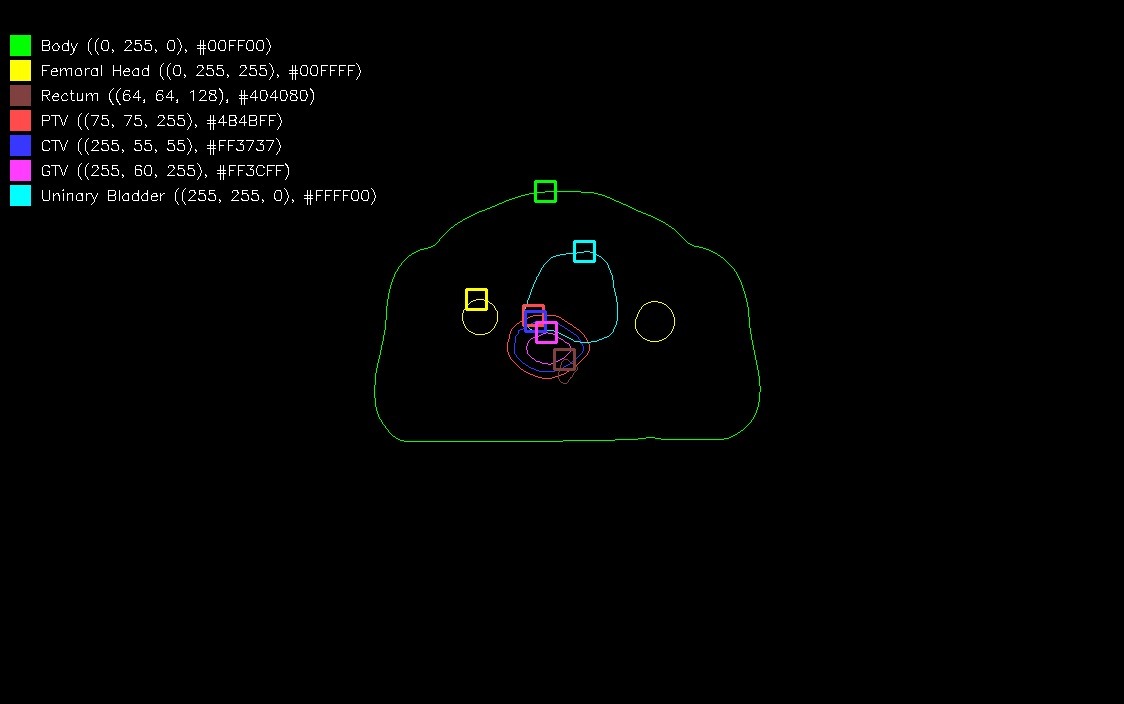 Body ((0, 255, 0), #00FF00)
Femoral Head ((0, 255, 255), #00FFFF)
Rectum ((64, 64, 128), #404080)
PTV ((75, 75, 255), #4B4BFF)
CTV ((255, 55, 55), #FF3737)
GTV ((255, 60, 255), #FF3CFF)
Uninary Bladder ((255, 255, 0), #FFFF00)